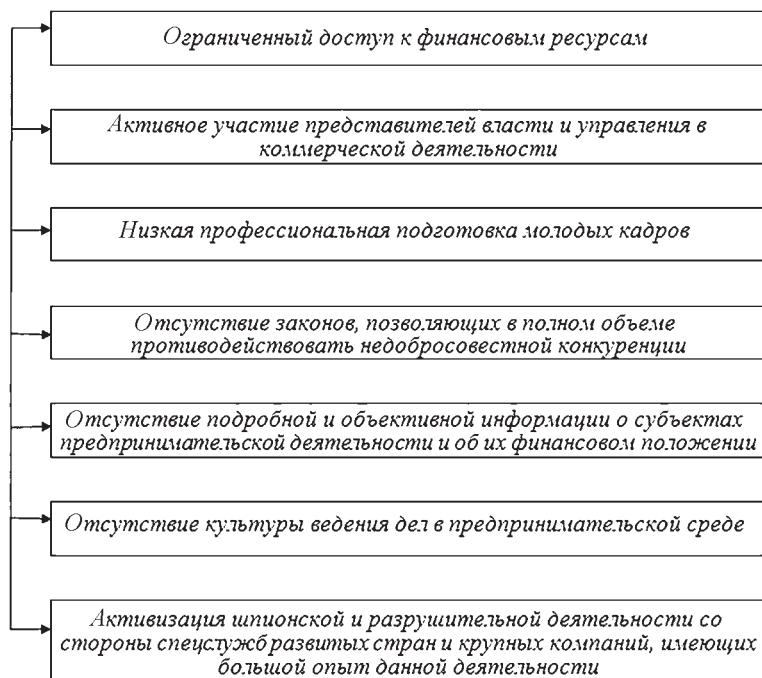 Ограниченный доступ к финансовым ресурсам
Активное участие представителей власти и управления в
коммерческой деятельности
Низкая профессиональная подготовка молодых кадров
Отсутствие законов, позволяющих в полном объеме
противодействовать недобросовестной конкуренции
Отсутствие подробной и объективной информации о субъектах
предпринимательской деятельности и об их финансовом положении
Отсутствие культуры ведения дел в предпринимательской среде
Активизация шпионской и разрушительной деятельности со
стороны спецслужб развитых стран и крупных компаний, имеющих
большой опыт данной деятельности